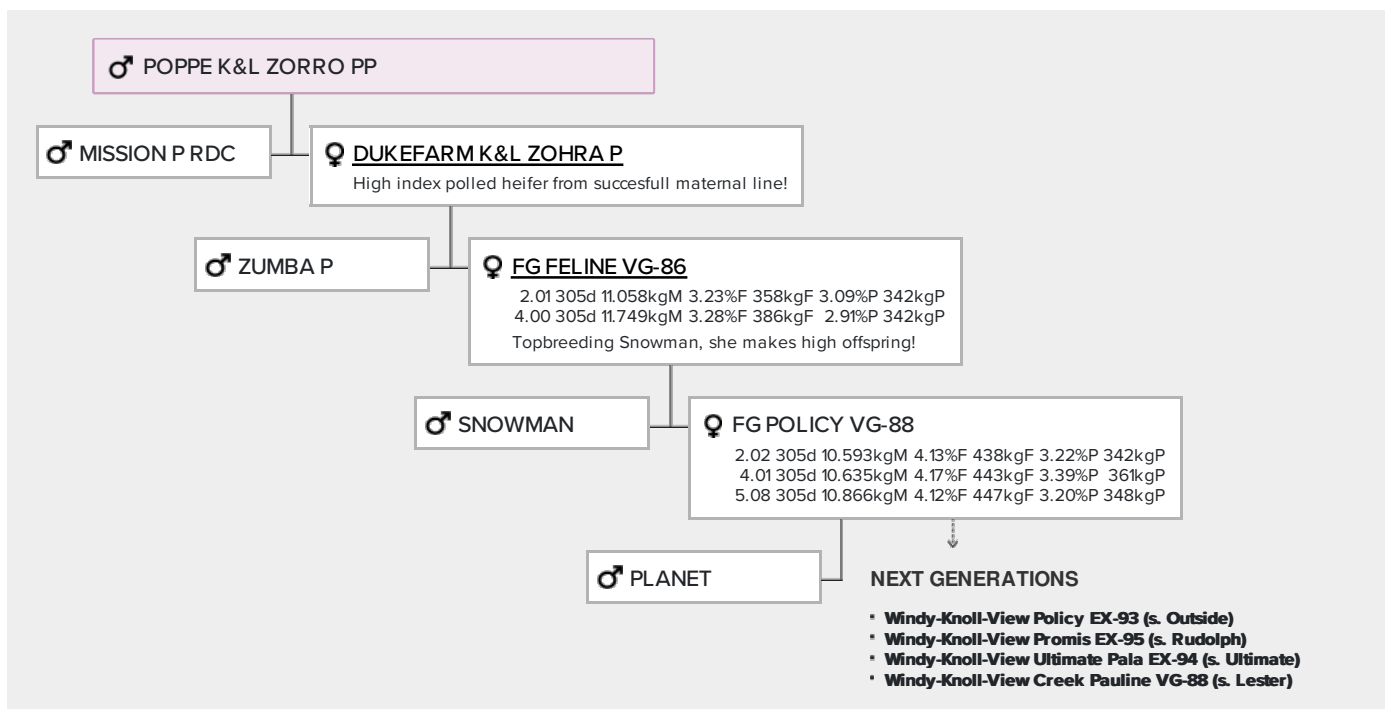 POPPE K&L ZORRO PP
MISSION P RDC
DUKEFARM K&L ZOHRA P
High index polled heifer from succesfull maternal line!
ZUMBA P
FG FELINE VG-86
2.01 305d 11.058kgM 3.23%F 358kgF 3.09%P 342kgP
4.00 305d 11.749kgM 3.28%F 386kgF 2.91%P 342kgP
Topbreeding Snowman, she makes high offspring!
SNOWMAN
FG POLICY VG-88
2.02 305d 10.593kgM 4.13%F 438kgF 3.22%P 342kgP
4.01 305d 10.635kgM 4.17%F 443kgF 3.39%P 361kgP
5.08 305d 10.866kgM 4.12%F 447kgF 3.20%P 348kgP
PLANET
NEXT GENERATIONS
Windy-Knoll-View Policy EX-93 (s. Outside)
Windy-Knoll-View Promis EX-95 (s. Rudolph)
Windy-Knoll-View Ultimate Pala EX-94 (s. Ultimate)
Windy-Knoll-View Creek Pauline VG-88 (s. Lester)